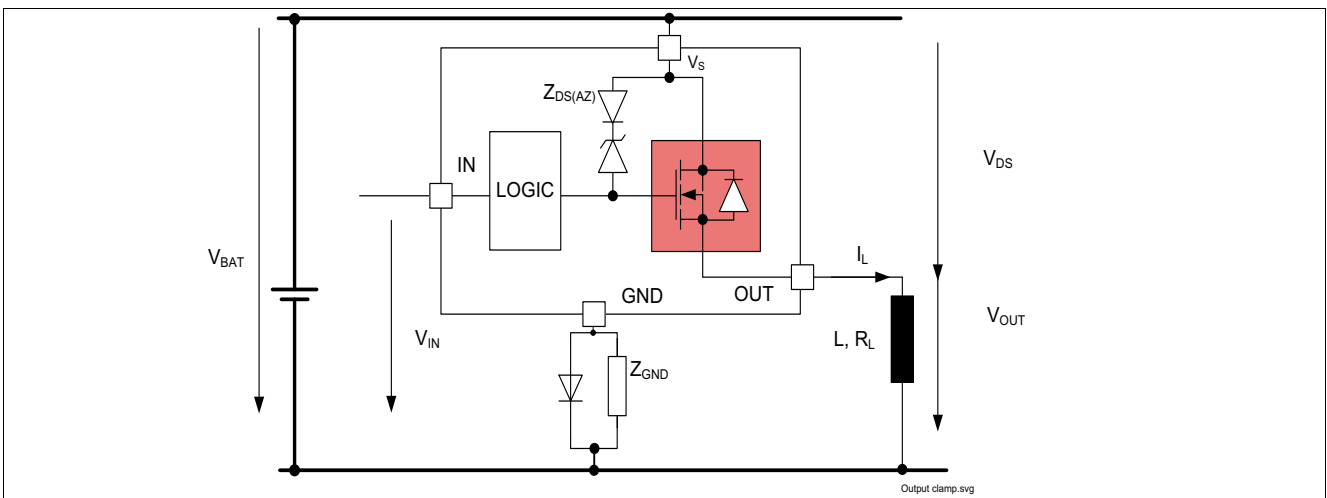 VS
ZDS(AZ)
VDS
IN
LOGIC
VBAT
IL
GND
OUT
VOUT
VIN
L, RL
ZGND
Output clamp.svg